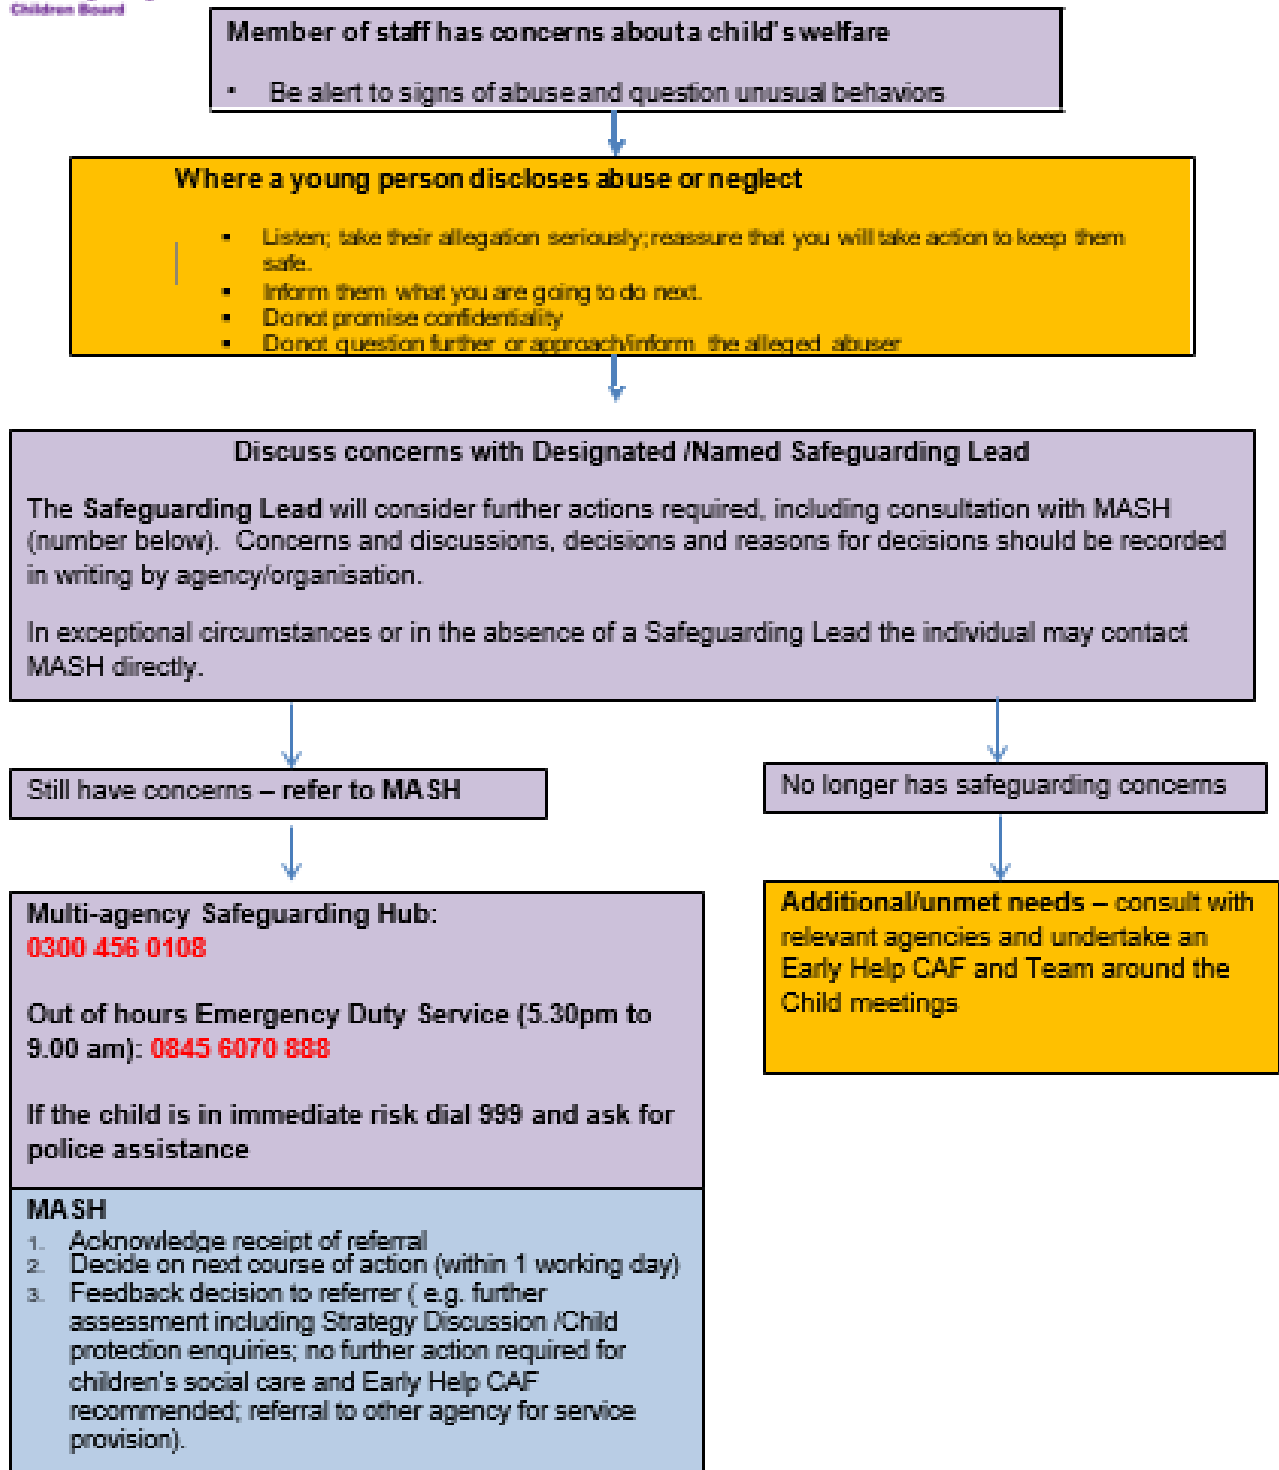 Children Board
Member of staff has concerns about a child's welfare
▪ Be alert to signs of abuse and question unusual behaviors
Where a young person discloses abuse or neglect
▪ Listen; take their allegation seriously; reassure that you will take action to keep them
safe.
▪ Inform them what you are going to do next.
▪ Do not promise confidentiality
▪ Do not question further or approach/inform the alleged abuser
Discuss concerns with Designated /Named Safeguarding Lead
The Safeguarding Lead will consider further actions required, including consultation with MASH
(number below). Concerns and discussions, decisions and reasons for decisions should be recorded
in writing by agency/organisation.
In exceptional circumstances or in the absence of a Safeguarding Lead the individual may contact
MASH directly.
Still have concerns – refer to MASH
No longer has safeguarding concerns
Multi-agency Safeguarding Hub:
0300 456 0108
Out of hours Emergency Duty Service (5.30pm to
9.00 am): 0845 6070 888
If the child is in immediate risk dial 999 and ask for
police assistance
Additional/unmet needs – consult with
relevant agencies and undertake an
Early Help CAF and Team around the
Child meetings
MASH
1. Acknowledge receipt of referral
2. Decide on next course of action (within 1 working day)
3. Feedback decision to referrer ( e.g. further
assessment including Strategy Discussion /Child
protection enquiries; no further action required for
children's social care and Early Help CAF
recommended; referral to other agency for service
provision).